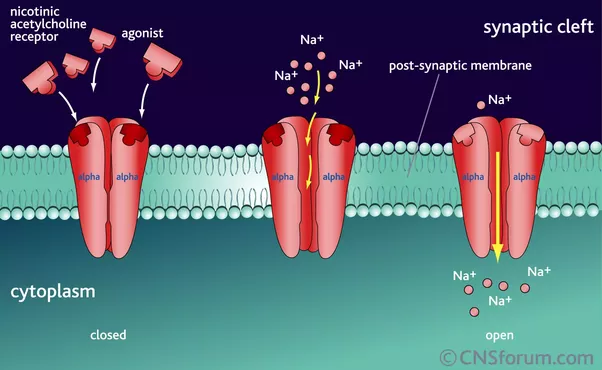 nicotinic
acetylcholine
receptor
agonist
synaptic cleft
Na+
Na+
Na+
post-synaptic membrane
Na+
alpha
alpha
alpha
alpha
alpha
alpha
cytoplasm
Na+
Na+
Na+
closed
open
© CNSforum.com